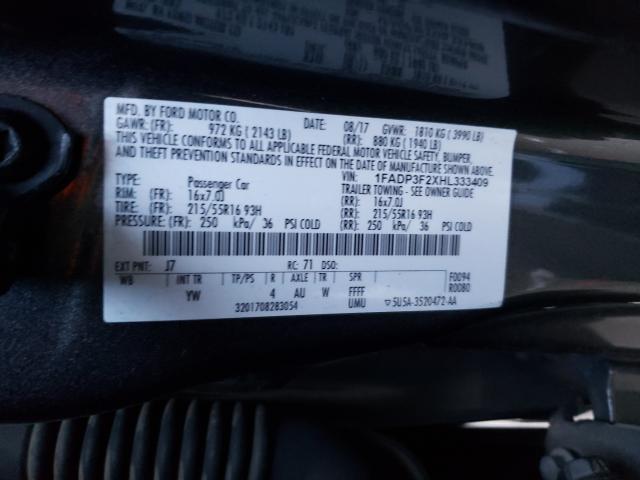 MFD. BY FORD MOTOR CO.
DATE: 08/17 GVWR: 1810 KG ( 3990 LB)
GAWR: (FR): 972 KG ( 2143 LB) (RR): 880 KG ( 1940 LB)
THIS VEHICLE CONFORMS TO ALL APPLICABLE FEDERAL MOTOR VEHICLE SAFETY, BUMPER,
AND THEFT PREVENTION STANDARDS IN EFFECT ON THE DATE OF MANUFACTURE SHOWN ABOVE.
VIN: 1FADP3F2XHL333409
TYPE: Passenger Car TRAILER TOWING - SEE OWNER GUIDE
RIM: (FR) 16x7.0J (RR): 16x7.0J
TIRE: (FR) 215/55R16 93H (RR): 215/55R16 93H
PRESSURE: (FR) 250 kPa/ 36 PSI COLD (RR): 250 kPa/ 36 PSI COLD
EXT PNT: J7 RC: 71 DSO: F0094
WB INT TR TP/PS R AXLE TR SPR R0080
YW 4 AU W FFFF
3201708283054 UMU 5U5A-3520472-AA